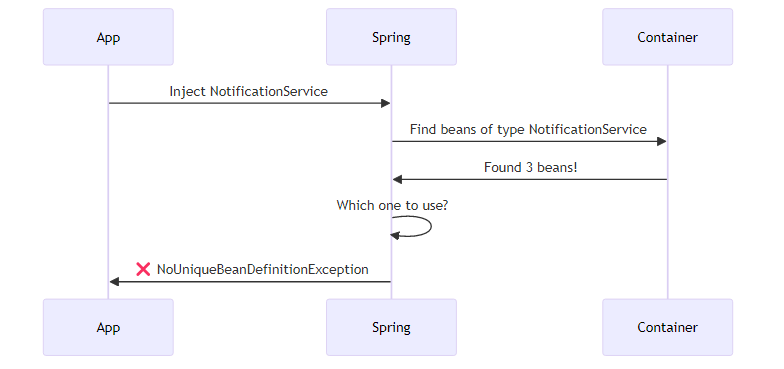 App
Spring
Container
Inject NotificationService
Find beans of type NotificationService
Found 3 beans!
Which one to use?
❌ NoUniqueBeanDefinitionException
App
Spring
Container